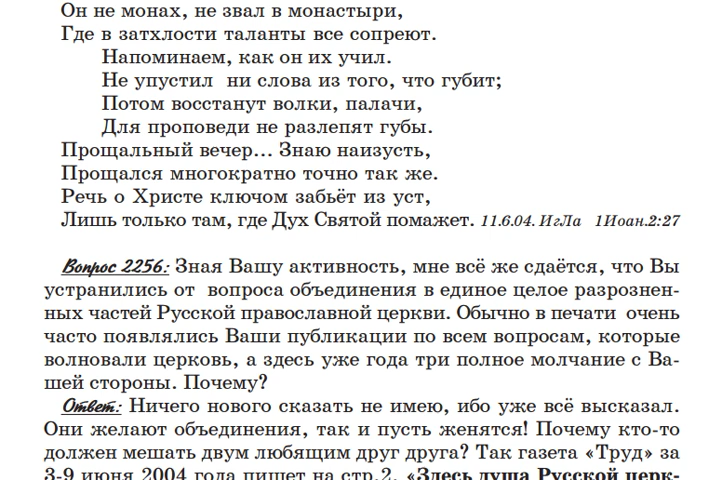 Он не монах, не звал в монастыри,
Где в затхлости таланты все сопреют.
Напоминаем, как он их учил.
Не упустил ни слова из того, что губит;
Потом восстанут волки, палачи,
Для проповеди не разлепят губы.
Прощальный вечер... Знаю наизусть,
Прощался многократно точно так же.
Речь о Христе ключом забьёт из уст,
Лишь только там, где Дух Святой помажет. 11.6.04. ИгЛа 1Иоан.2:27
Вопрос 2256: Зная Вашу активность, мне всё же сдаётся, что Вы
устранились от вопроса объединения в единое целое разрознен-
ных частей Русской православной церкви. Обычно в печати очень
часто появлялись Ваши публикации по всем вопросам, которые
волновали церковь, а здесь уже года три полное молчание с Ва-
шей стороны. Почему?
Ответ: Ничего нового сказать не имею, ибо уже всё высказал.
Они желают объединения, так и пусть женятся! Почему кто-то
должен мешать двум любящим друг друга? Так газета «Труд» за
3-9 июня 2004 года пишет на стр.2. «Здесь душа Русской церк-